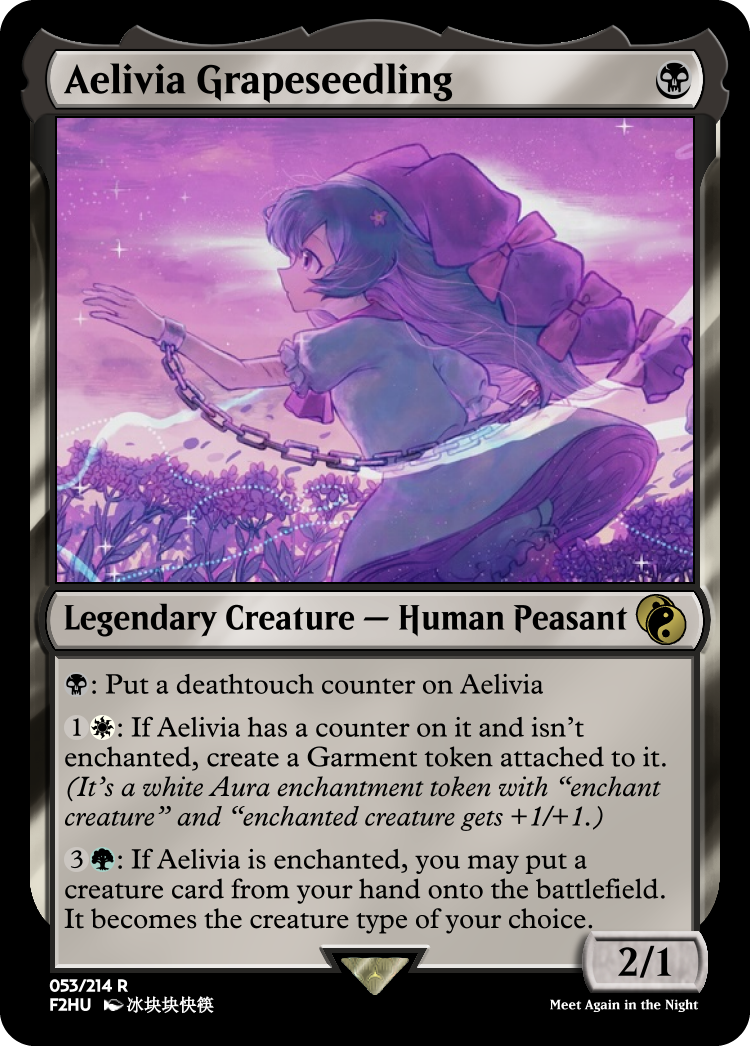 Aelivia Grapeseedling
Legendary Creature — Human Peasant
: Put a deathtouch counter on Aelivia
1 : If Aelivia has a counter on it and isn't
enchanted, create a Garment token attached to it.
(It's a white Aura enchantment token with “enchant
creature” and “enchanted creature gets +1/+1.)
3 : If Aelivia is enchanted, you may put a
creature card from your hand onto the battlefield.
It becomes the creature type of your choice.
2/1
053/214 R
F2HU 冰块块快筷
Meet Again in the Night